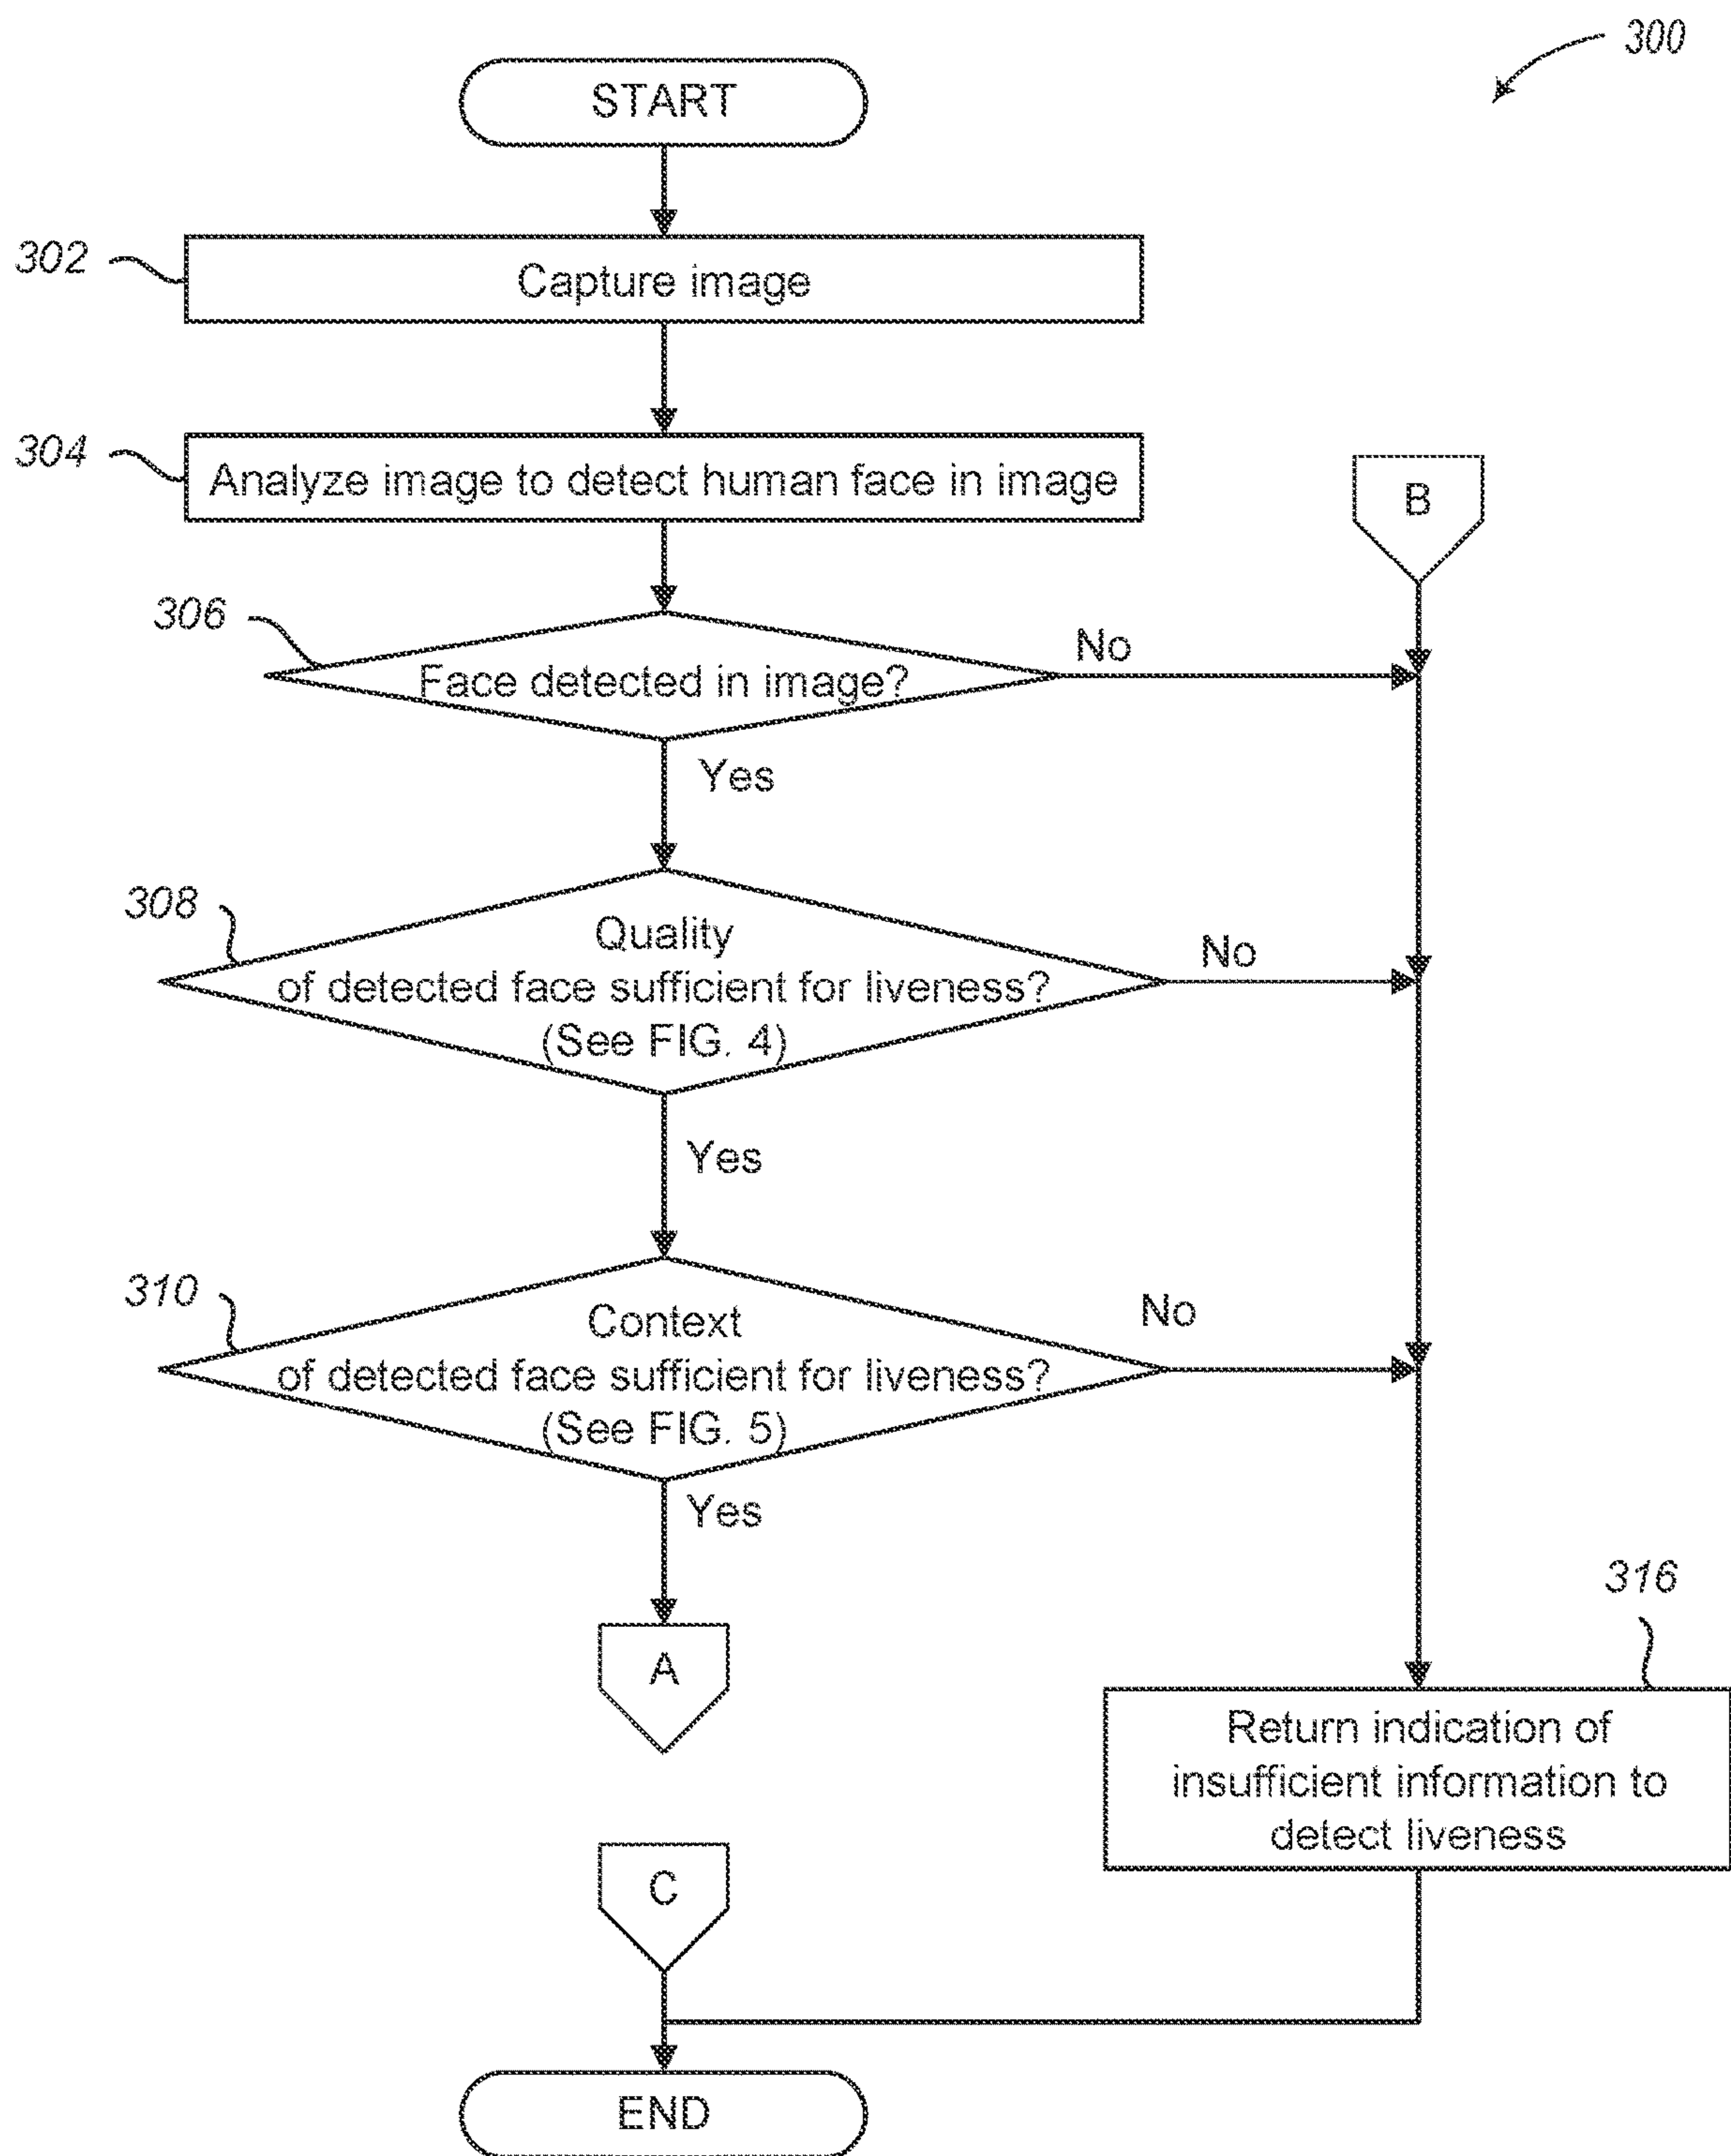 300
START
302
Capture image
304
Analyze image to detect human face in image
B
306
Face detected in image?
No
Yes
308
Quality
of detected face sufficient for liveness?
(See FIG. 4)
No
Yes
310
Context
of detected face sufficient for liveness?
(See FIG. 5)
No
Yes
A
316
Return indication of
insufficient information to
detect liveness
C
END